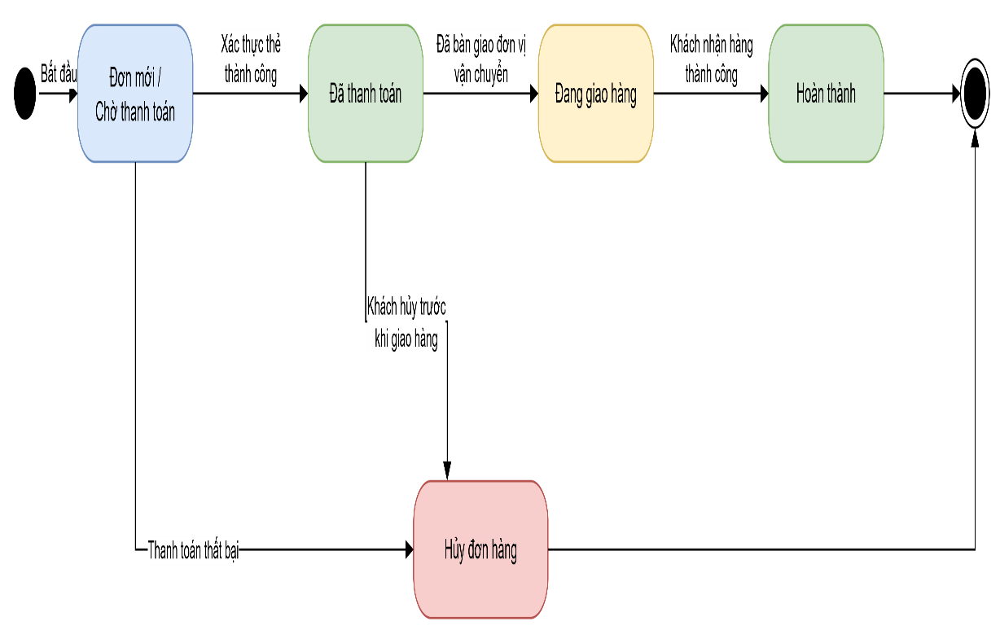 Bắt đầu
Đơn mới /
Chờ thanh toán
Xác thực thẻ
thành công
Đã thanh toán
Đã bàn giao đơn vị
vận chuyển
Đang giao hàng
Khách nhận hàng
thành công
Hoàn thành
Khách hủy trước
khi giao hàng
Thanh toán thất bại
Hủy đơn hàng